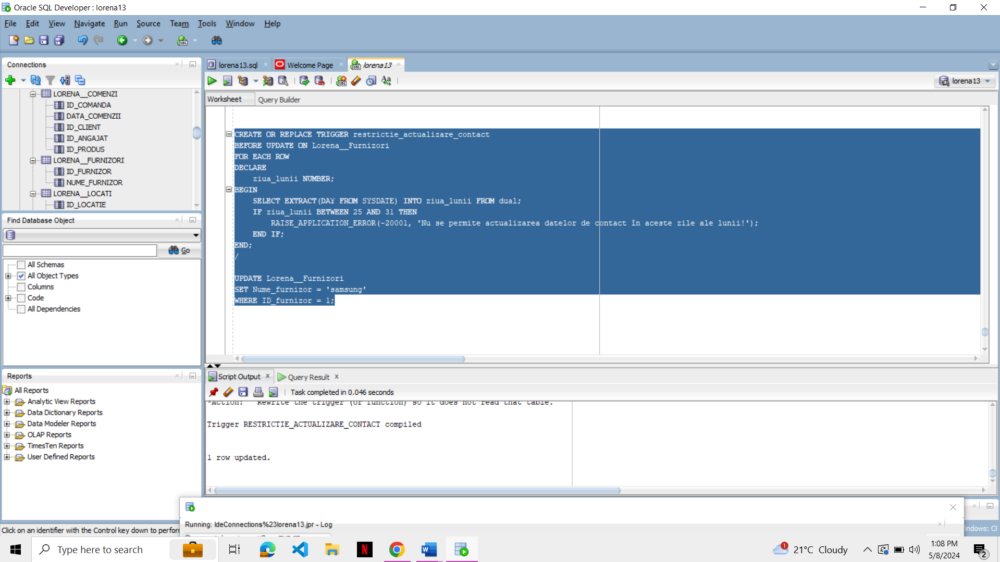 Oracle SQL Developer : lorena13
File Edit View Navigate Run Source Team Tools Window Help
Connections
LORENA__COMENZI
ID_COMANDA
DATA_COMENZII
ID_CLIENT
ID_ANGAJAT
ID_PRODUS
LORENA__FURNIZORI
ID_FURNIZOR
NUME_FURNIZOR
LORENA__LOCATI
ID_LOCATIE
Find Database Object
Go
All Schemas
All Object Types
Columns
Code
All Dependencies
Reports
All Reports
Analytic View Reports
Data Dictionary Reports
Data Modeler Reports
OLAP Reports
TimesTen Reports
User Defined Reports
lorena13.sql Welcome Page lorena13
lorena13
Worksheet Query Builder
CREATE OR REPLACE TRIGGER restrictie_actualizare_contact
BEFORE UPDATE ON Lorena__Furnizori
FOR EACH ROW
DECLARE
ziua_lunii NUMBER;
BEGIN
SELECT EXTRACT(DAY FROM SYSDATE) INTO ziua_lunii FROM dual;
IF ziua_lunii BETWEEN 25 AND 31 THEN
RAISE_APPLICATION_ERROR(-20001, 'Nu se permite actualizarea datelor de contact în aceste zile ale lunii!');
END IF;
END;
/
UPDATE Lorena__Furnizori
SET Nume_furnizor = 'samsung'
WHERE ID_furnizor = 1;
Script Output x Query Result x
Task completed in 0.046 seconds
*Action: Rewrite the trigger (or function) so it does not read that table.
Trigger RESTRICTIE_ACTUALIZARE_CONTACT compiled
1 row updated.
Running: IdeConnections%23lorena13.jpr - Log
Click on an identifier with the Control key down to perfor
indows: CF
Type here to search
1
21°C Cloudy
1:08 PM
5/8/2024
2